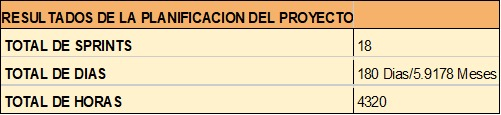 RESULTADOS DE LA PLANIFICACION DEL PROYECTO
TOTAL DE SPRINTS 18
TOTAL DE DIAS 180 Dias/5.9178 Meses
TOTAL DE HORAS 4320